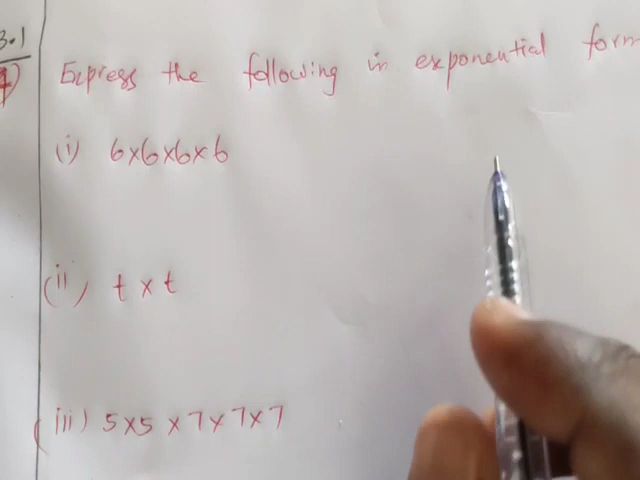 3.1
4) Express the following in exponential form
(i) 6×6×6×6
(ii) t × t
(iii) 5×5 × 7 × 7 × 7